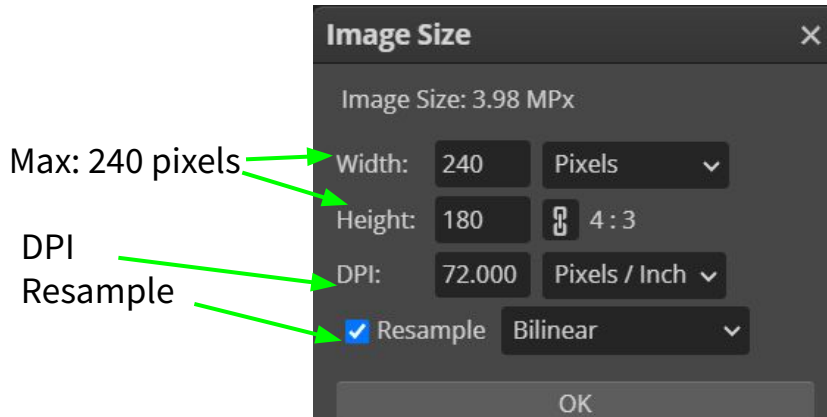 Image Size ×
Image Size: 3.98 MPx
Max: 240 pixels
Width: 240 Pixels
Height: 180 4 : 3
DPI
DPI: 72.000 Pixels / Inch
Resample
Resample Bilinear
OK